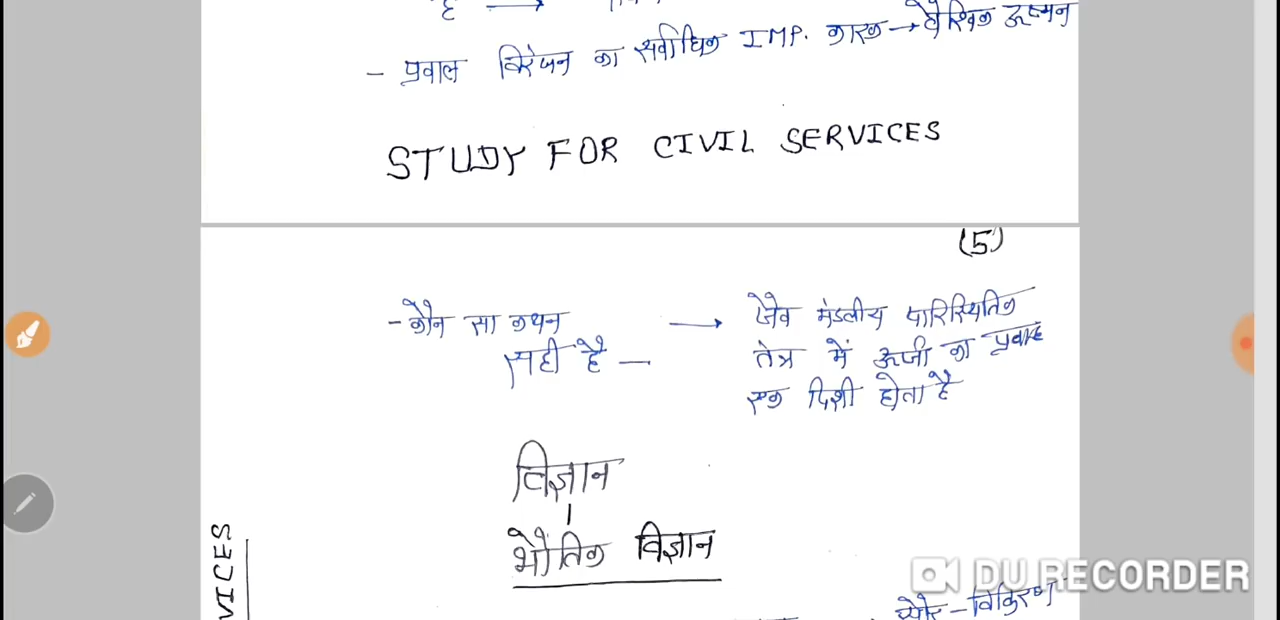 है →
- प्रवाल विरंजन का सर्वाधिक IMP. कारक → वैश्विक ऊष्मन
STUDY FOR CIVIL SERVICES
(5)
- कौन सा कथन → जैव मंडलीय पारिस्थितिक
सही है — तंत्र में ऊर्जा का प्रवाह
एक दिशी होता है
विज्ञान
भौतिक विज्ञान
VICES
DU RECORDER
- विकिरण